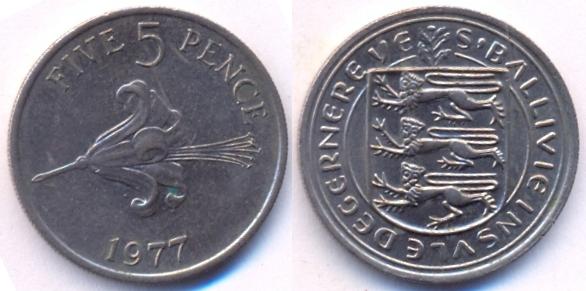 FIVE 5 PENCE
1977
S'BALLIVIE INSVLE DEGERNEREVE